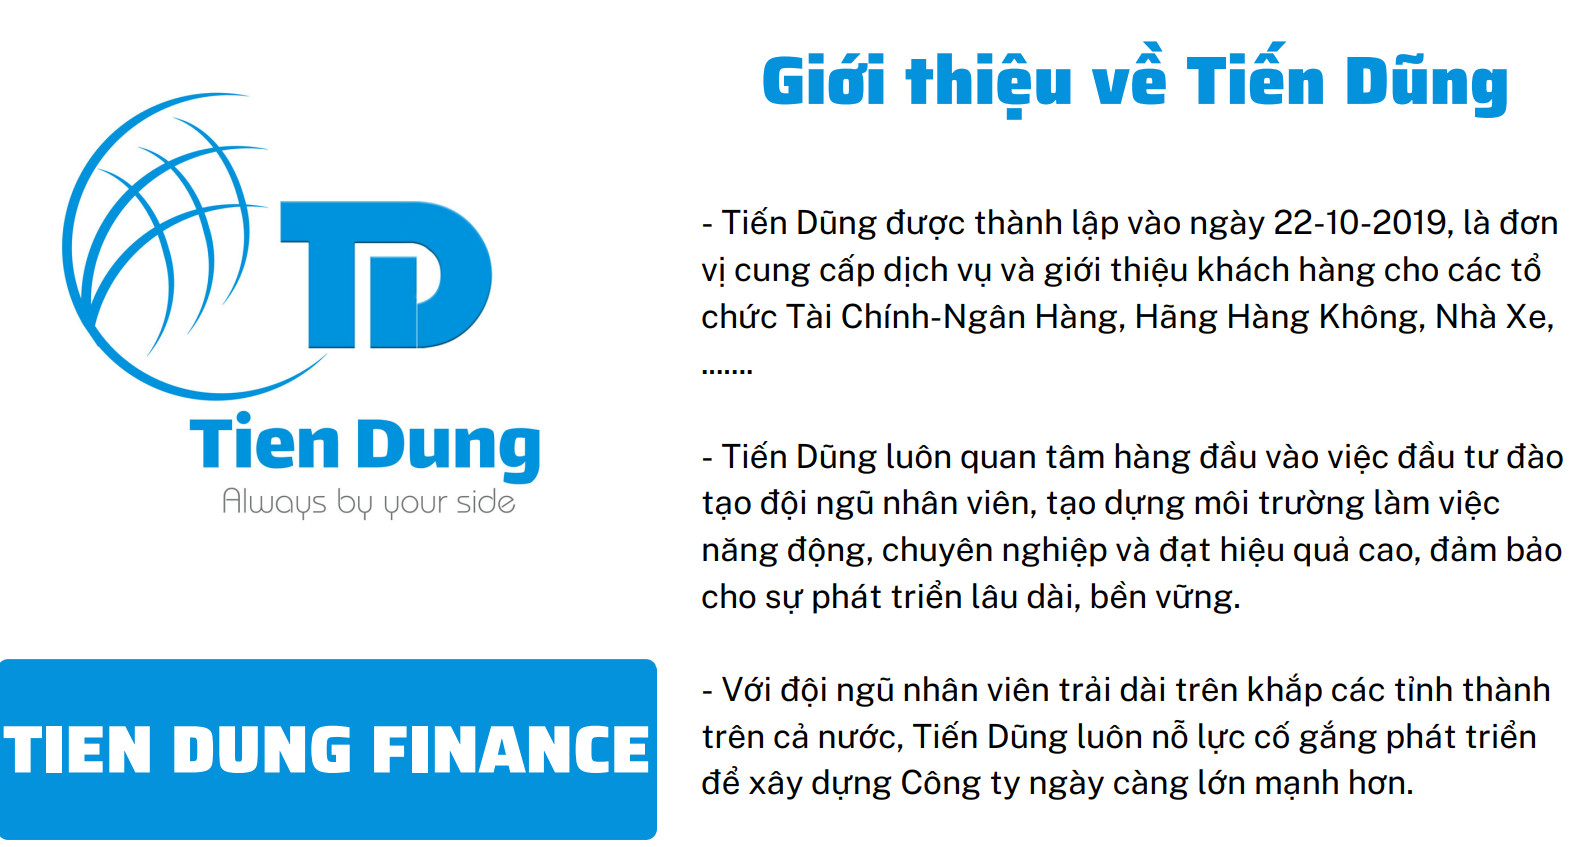 Giới thiệu về Tiến Dũng
TD
Tien Dung
Always by your side
TIEN DUNG FINANCE
- Tiến Dũng được thành lập vào ngày 22-10-2019, là đơn
vị cung cấp dịch vụ và giới thiệu khách hàng cho các tổ
chức Tài Chính-Ngân Hàng, Hãng Hàng Không, Nhà Xe,
.......
- Tiến Dũng luôn quan tâm hàng đầu vào việc đầu tư đào
tạo đội ngũ nhân viên, tạo dựng môi trường làm việc
năng động, chuyên nghiệp và đạt hiệu quả cao, đảm bảo
cho sự phát triển lâu dài, bền vững.
- Với đội ngũ nhân viên trải dài trên khắp các tỉnh thành
trên cả nước, Tiến Dũng luôn nỗ lực cố gắng phát triển
để xây dựng Công ty ngày càng lớn mạnh hơn.